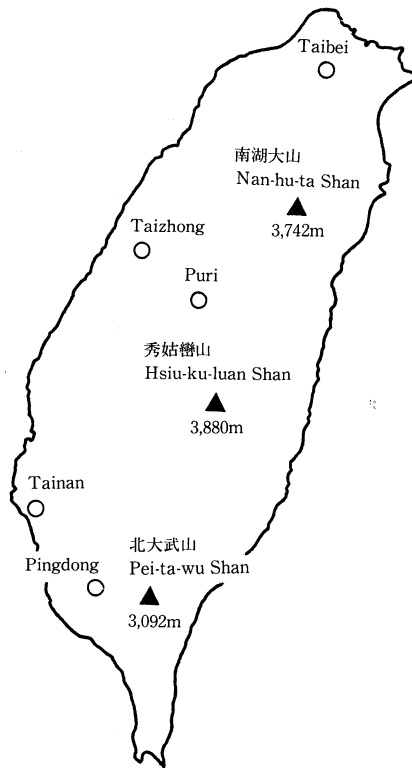 Taibei
南湖大山
Nan-hu-ta Shan
3,742m
Taizhong
Puri
秀姑巒山
Hsiu-ku-luan Shan
3,880m
Tainan
北大武山
Pingdong
Pei-ta-wu Shan
3,092m